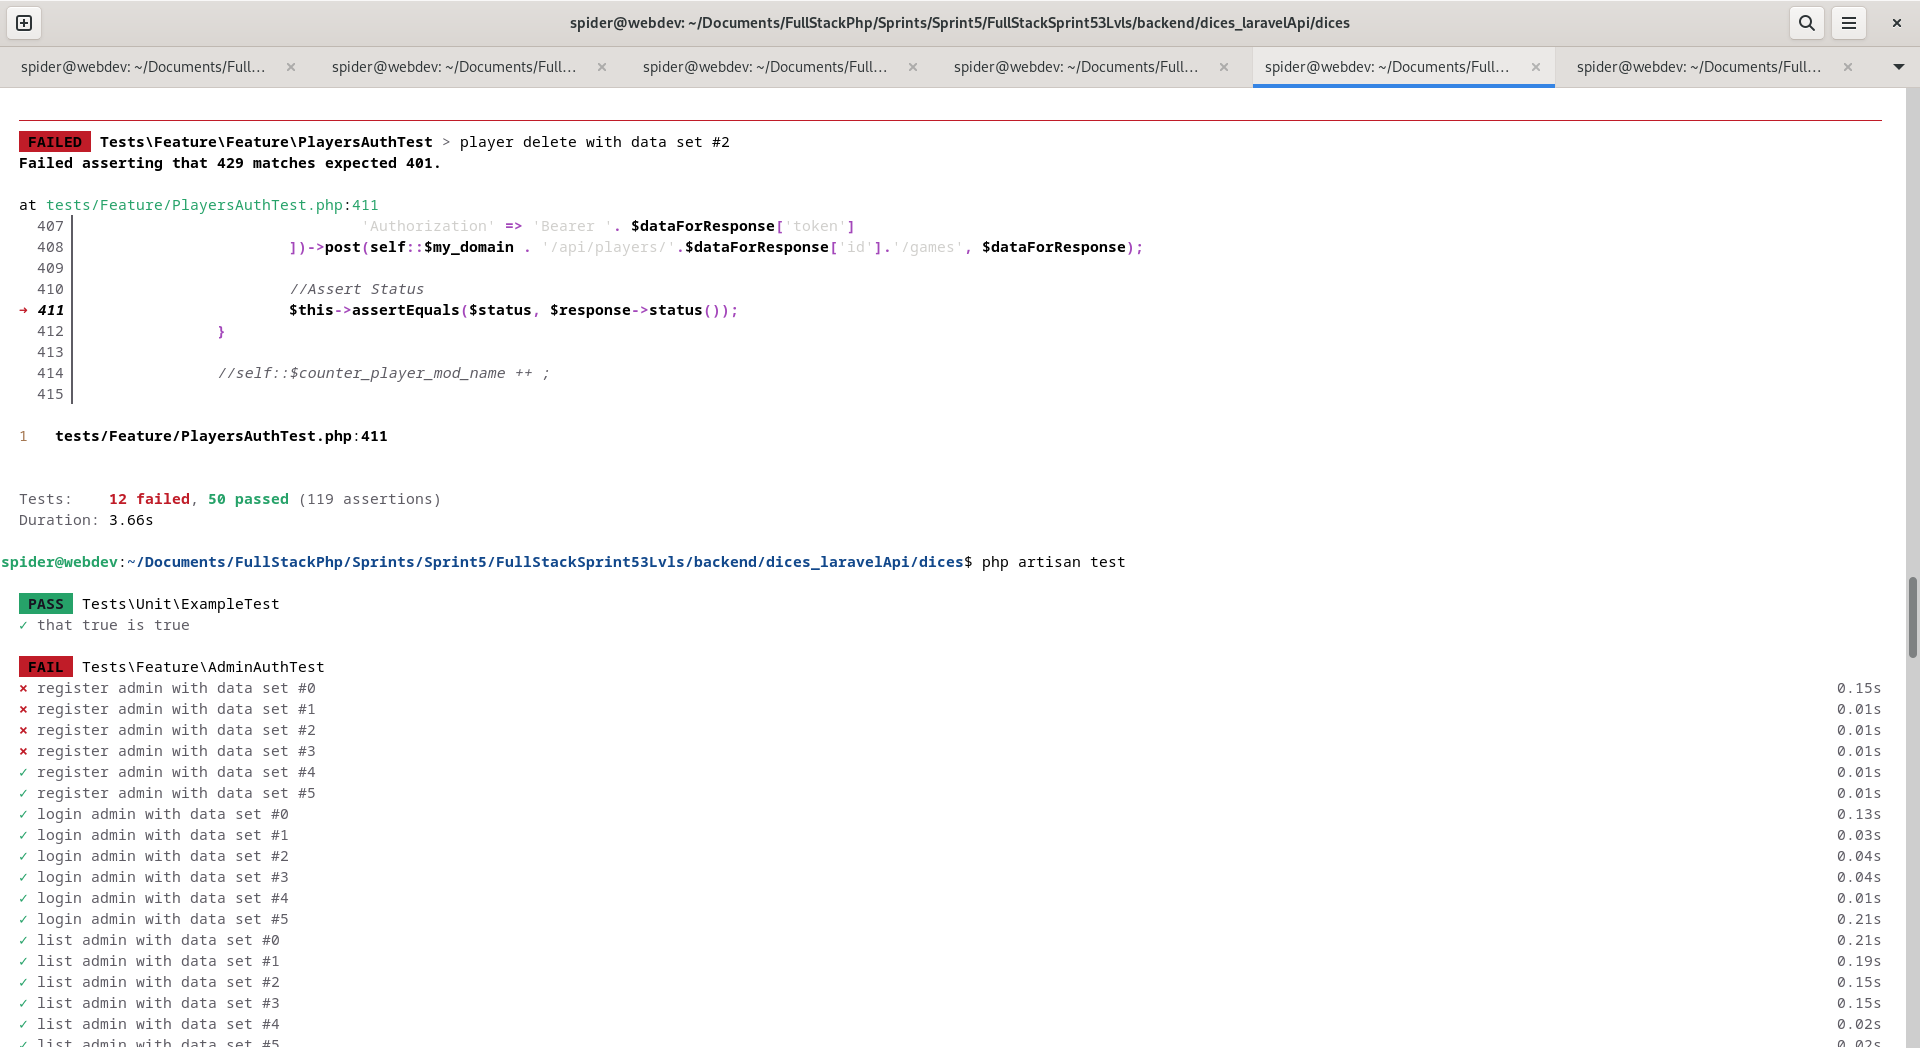 spider@webdev: ~/Documents/FullStackPhp/Sprints/Sprint5/FullStackSprint53Lvls/backend/dices_laravelApi/dices
spider@webdev: ~/Documents/Full… × spider@webdev: ~/Documents/Full… × spider@webdev: ~/Documents/Full… × spider@webdev: ~/Documents/Full… × spider@webdev: ~/Documents/Full… × spider@webdev: ~/Documents/Full… ×
FAILED Tests\Feature\Feature\PlayersAuthTest > player delete with data set #2
Failed asserting that 429 matches expected 401.
at tests/Feature/PlayersAuthTest.php:411
407 'Authorization' => 'Bearer '. $dataForResponse['token']
408 ])->post(self::$my_domain . '/api/players/'.$dataForResponse['id'].'/games', $dataForResponse);
409
410 //Assert Status
➜ 411 $this->assertEquals($status, $response->status());
412 }
413
414 //self::$counter_player_mod_name ++ ;
415
1 tests/Feature/PlayersAuthTest.php:411
Tests: 12 failed, 50 passed (119 assertions)
Duration: 3.66s
spider@webdev:~/Documents/FullStackPhp/Sprints/Sprint5/FullStackSprint53Lvls/backend/dices_laravelApi/dices$ php artisan test
PASS Tests\Unit\ExampleTest
✓ that true is true
FAIL Tests\Feature\AdminAuthTest
⨯ register admin with data set #0 0.15s
⨯ register admin with data set #1 0.01s
⨯ register admin with data set #2 0.01s
⨯ register admin with data set #3 0.01s
✓ register admin with data set #4 0.01s
✓ register admin with data set #5 0.01s
✓ login admin with data set #0 0.13s
✓ login admin with data set #1 0.03s
✓ login admin with data set #2 0.04s
✓ login admin with data set #3 0.04s
✓ login admin with data set #4 0.01s
✓ login admin with data set #5 0.21s
✓ list admin with data set #0 0.21s
✓ list admin with data set #1 0.19s
✓ list admin with data set #2 0.15s
✓ list admin with data set #3 0.15s
✓ list admin with data set #4 0.02s
✓ list admin with data set #5 0.02s